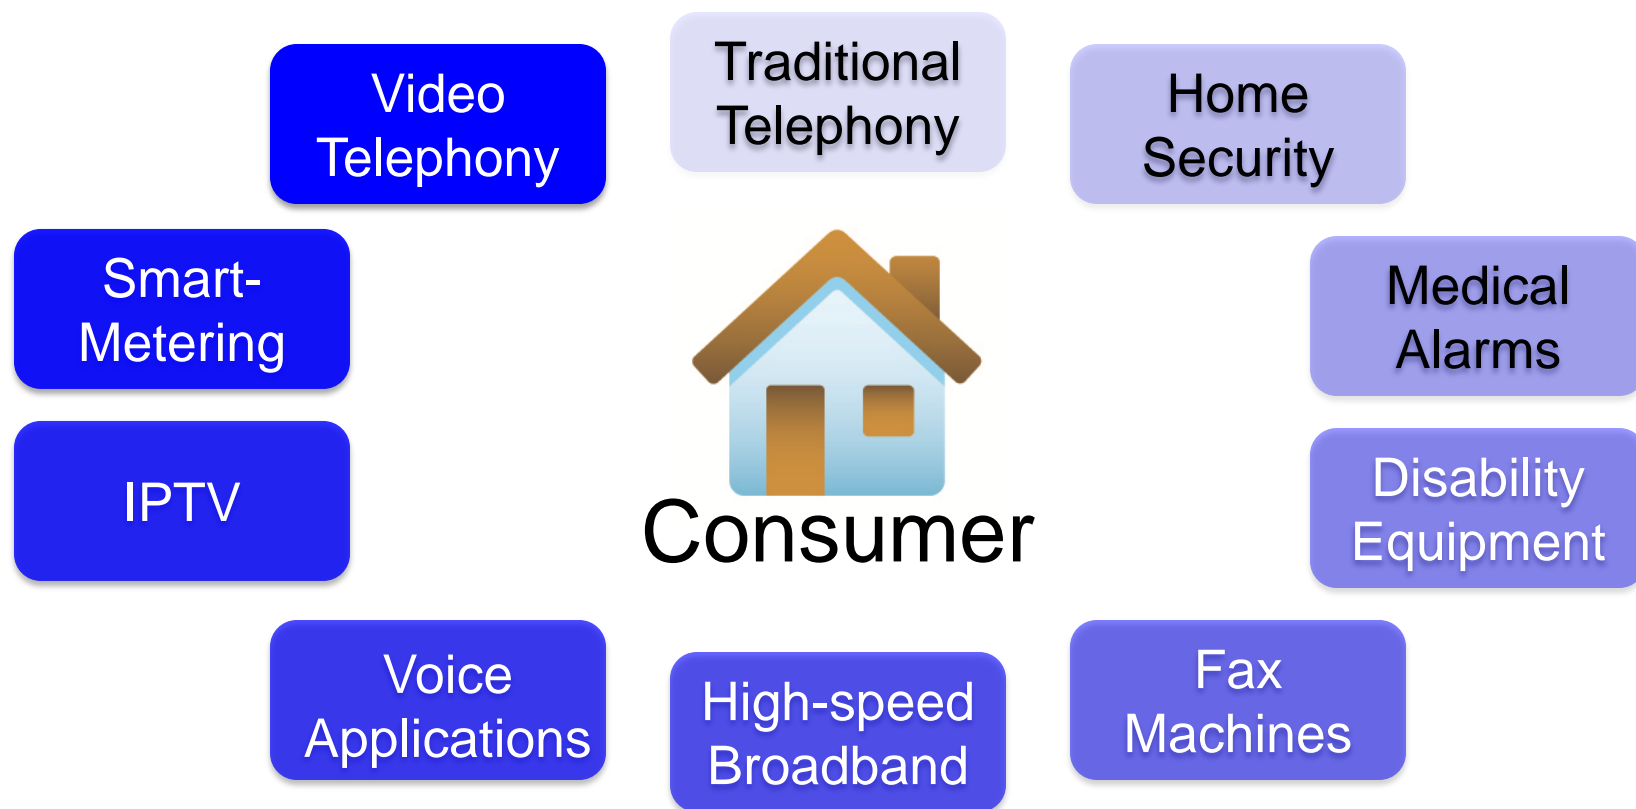 Traditional
Telephony
Home
Security
Medical
Alarms
Disability
Equipment
Fax
Machines
High-speed
Broadband
Voice
Applications
IPTV
Smart-
Metering
Video
Telephony
Consumer